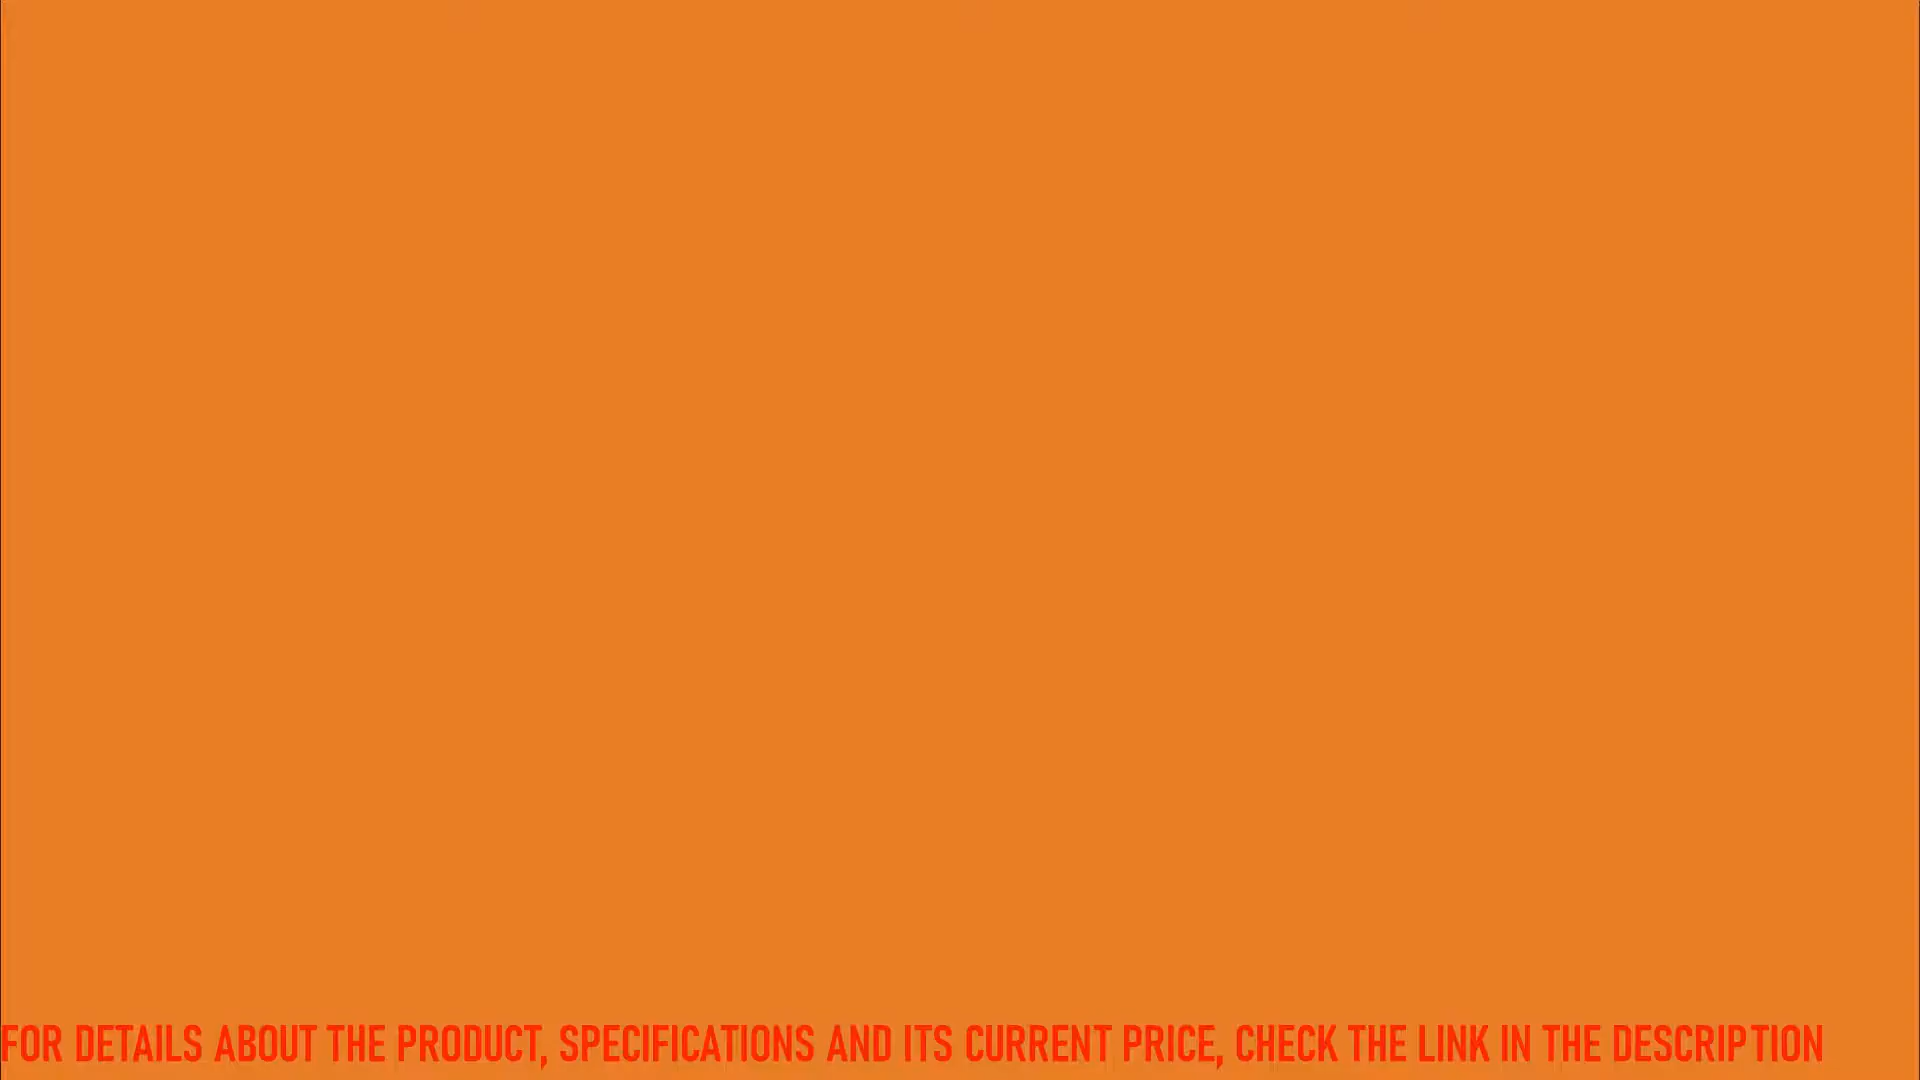 FOR DETAILS ABOUT THE PRODUCT, SPECIFICATIONS AND ITS CURRENT PRICE, CHECK THE LINK IN THE DESCRIPTION